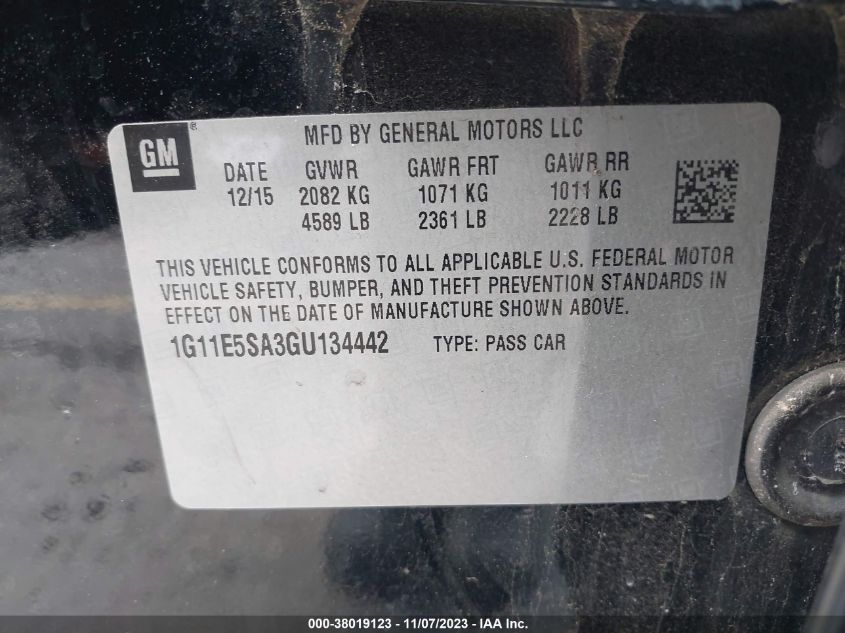 GM®
MFD BY GENERAL MOTORS LLC
DATE GVWR GAWR FRT GAWR RR
12/15 2082 KG 1071 KG 1011 KG
4589 LB 2361 LB 2228 LB
THIS VEHICLE CONFORMS TO ALL APPLICABLE U.S. FEDERAL MOTOR
VEHICLE SAFETY, BUMPER, AND THEFT PREVENTION STANDARDS IN
EFFECT ON THE DATE OF MANUFACTURE SHOWN ABOVE.
1G11E5SA3GU134442 TYPE: PASS CAR
000-38019123 — 11/07/2023 — IAA Inc.